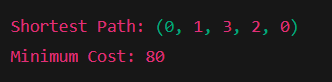 Shortest Path: (0, 1, 3, 2, 0)
Minimum Cost: 80